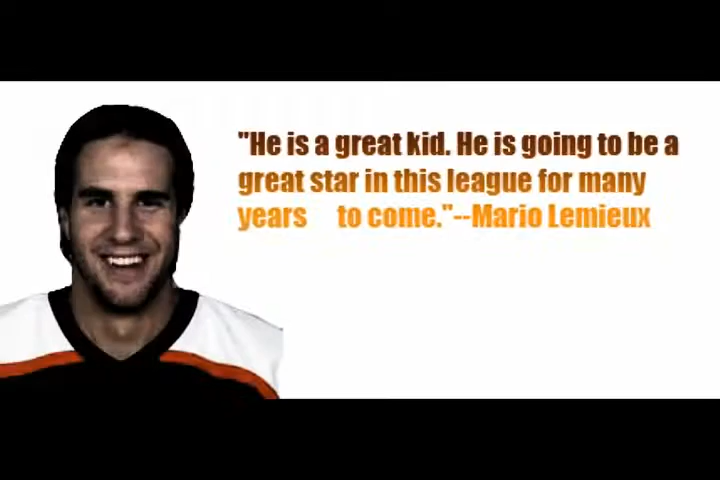 "He is a great kid. He is going to be a
great star in this league for many
years to come."--Mario Lemieux